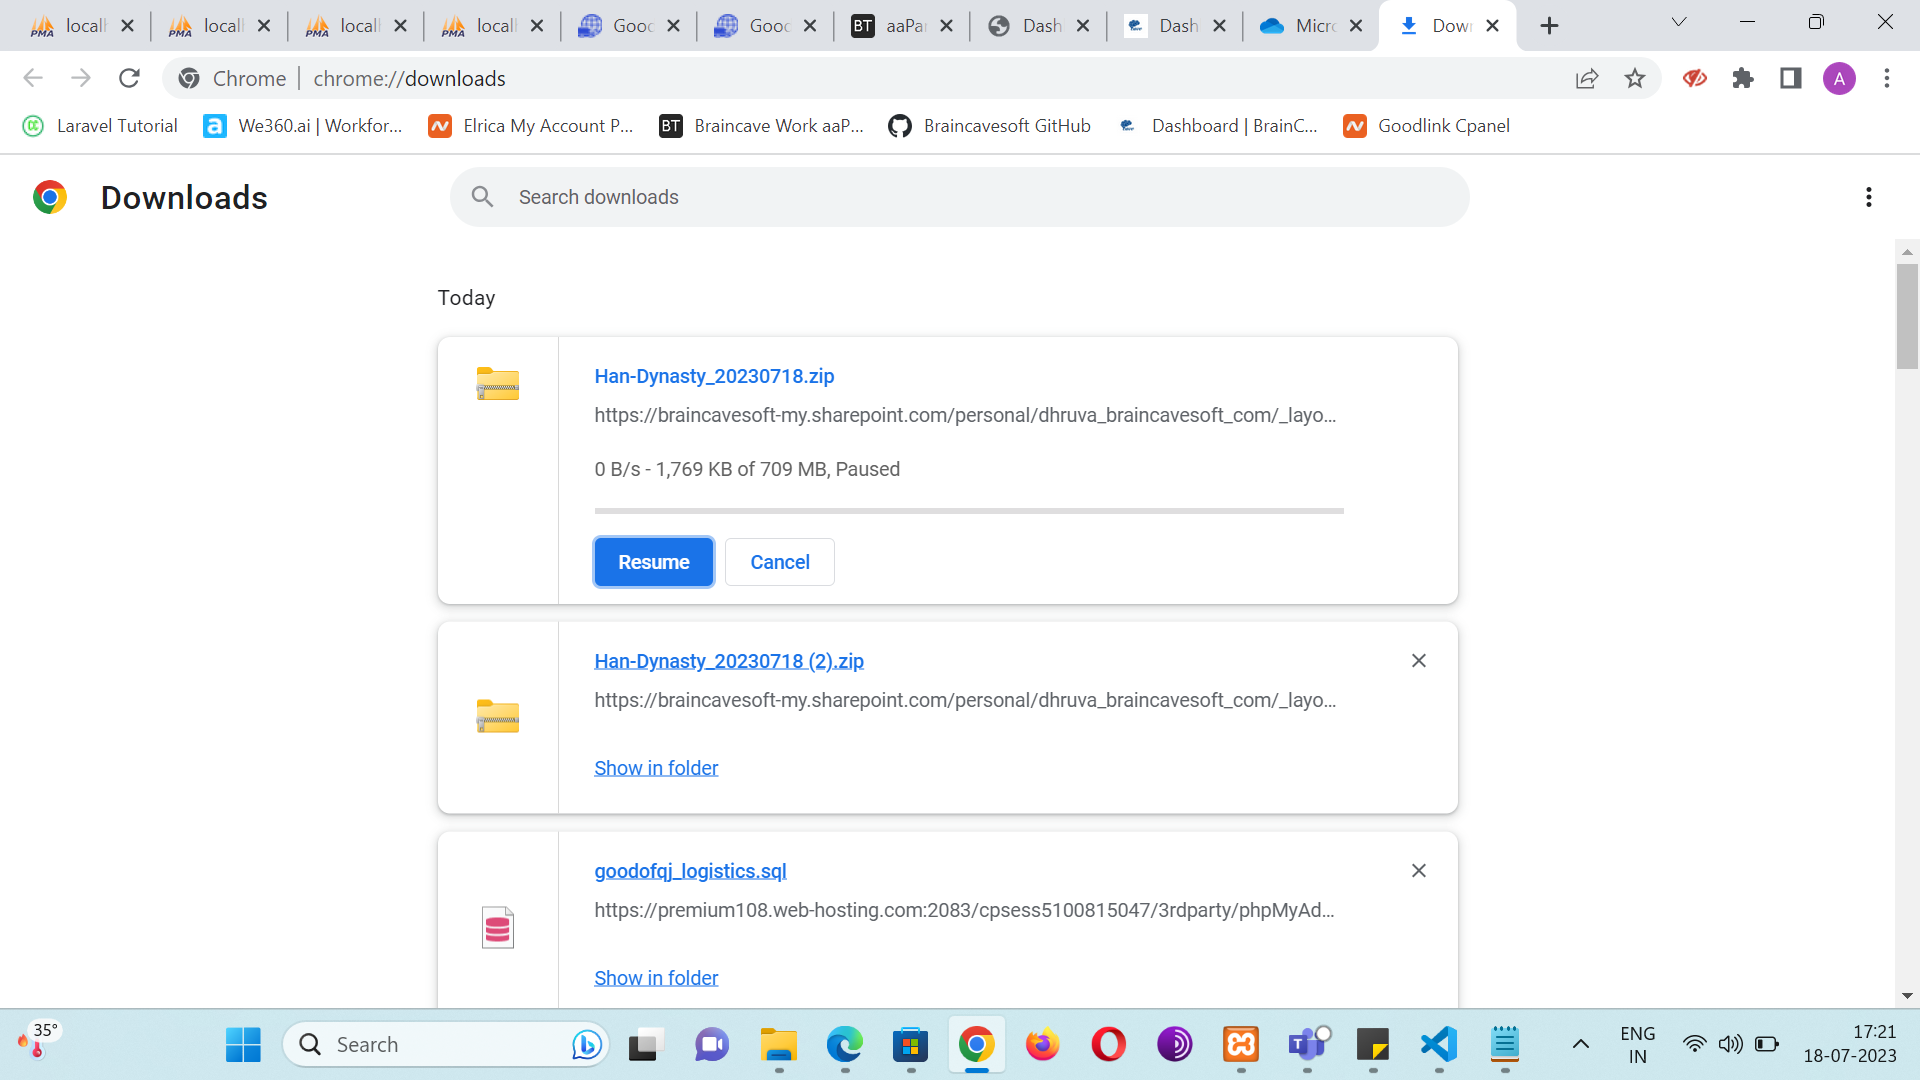 PMA locall
PMA locall
PMA locall
PMA locall
Good
Good
BT aaPar
Dash
Dash
Micro
Down
Chrome | chrome://downloads
A
Laravel Tutorial
We360.ai | Workfor...
Elrica My Account P...
BT Braincave Work aaP...
Braincavesoft GitHub
Dashboard | BrainC...
Goodlink Cpanel
Downloads
Search downloads
Today
Han-Dynasty_20230718.zip
https://braincavesoft-my.sharepoint.com/personal/dhruva_braincavesoft_com/_layo...
0 B/s - 1,769 KB of 709 MB, Paused
Resume Cancel
Han-Dynasty_20230718 (2).zip
https://braincavesoft-my.sharepoint.com/personal/dhruva_braincavesoft_com/_layo...
Show in folder
goodofqj_logistics.sql
https://premium108.web-hosting.com:2083/cpsess5100815047/3rdparty/phpMyAd...
Show in folder
35°
Search
ENG
IN
17:21
18-07-2023